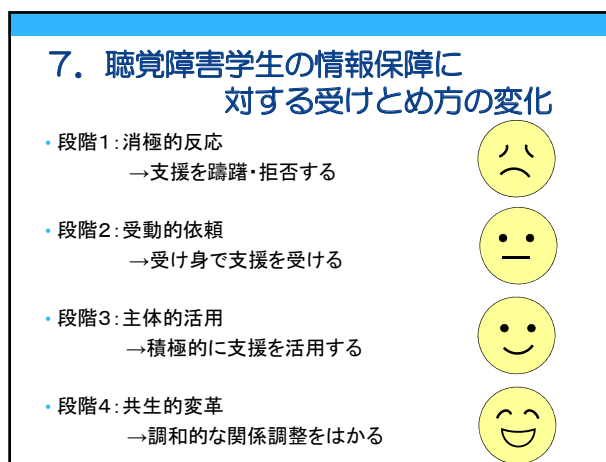 7．聴覚障害学生の情報保障に
対する受けとめ方の変化
・段階1：消極的反応
→支援を躊躇・拒否する
・段階2：受動的依頼
→受け身で支援を受ける
・段階3：主体的活用
→積極的に支援を活用する
・段階4：共生的変革
→調和的な関係調整をはかる